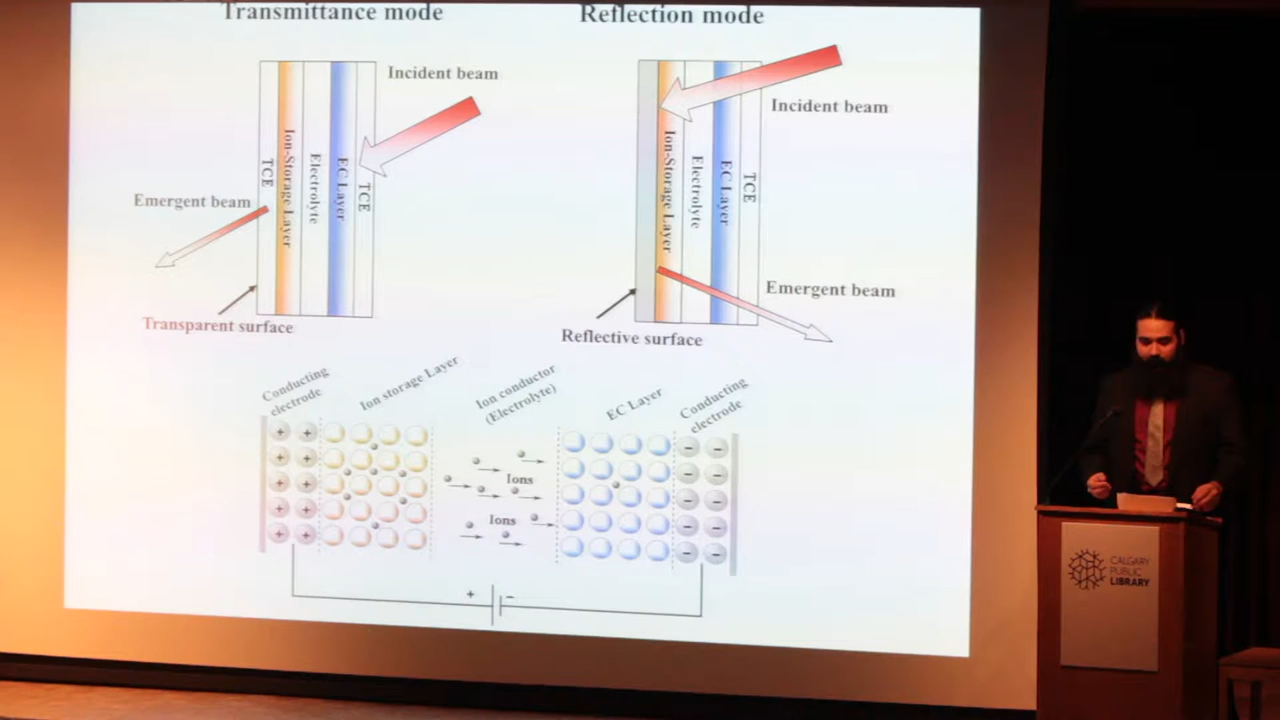 Transmittance mode
Reflection mode
Incident beam
Incident beam
TCE
Ion-Storage Layer
Electrolyte
EC Layer
TCE
Ion-Storage Layer
Electrolyte
EC Layer
TCE
Emergent beam
Emergent beam
Transparent surface
Reflective surface
Conducting
electrode
Ion storage Layer
Ion conductor
(Electrolyte)
EC Layer
Conducting
electrode
+ +
- -
+ +
- -
Ions
+ +
- -
Ions
+ +
- -
+ +
- -
+
-
CALGARY
PUBLIC
LIBRARY